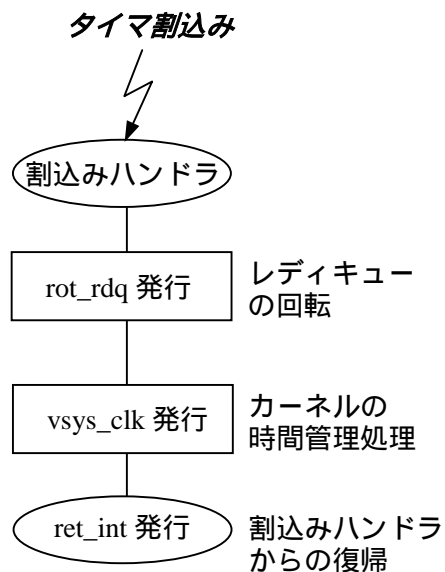 タイマ割込み
割込みハンドラ
rot_rdq 発行
レディキュー
の回転
vsys_clk 発行
カーネルの
時間管理処理
ret_int 発行
割込みハンドラ
からの復帰